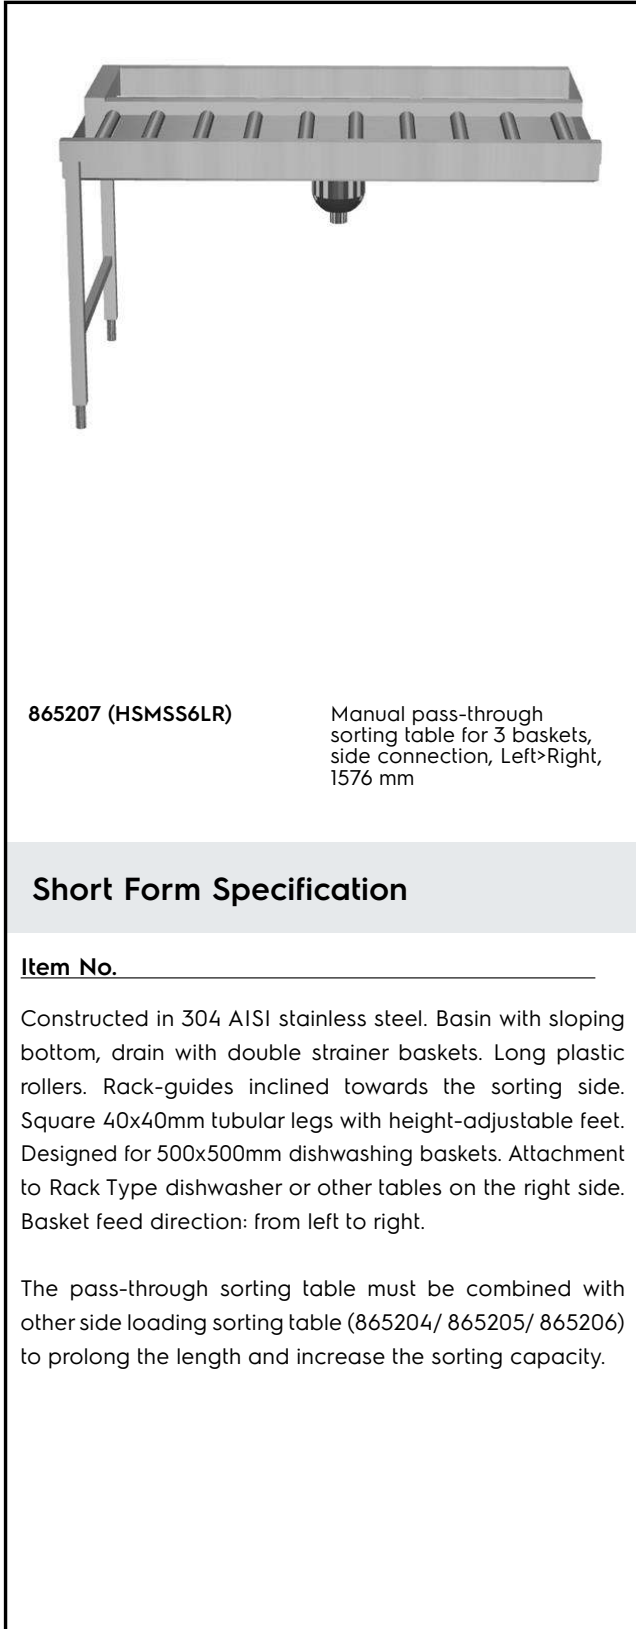 865207 (HSMSS6LR)
Manual pass-through
sorting table for 3 baskets,
side connection, Left>Right,
1576 mm
Short Form Specification
Item No.
Constructed in 304 AISI stainless steel. Basin with sloping
bottom, drain with double strainer baskets. Long plastic
rollers. Rack-guides inclined towards the sorting side.
Square 40x40mm tubular legs with height-adjustable feet.
Designed for 500x500mm dishwashing baskets. Attachment
to Rack Type dishwasher or other tables on the right side.
Basket feed direction: from left to right.
The pass-through sorting table must be combined with
other side loading sorting table (865204/ 865205/ 865206)
to prolong the length and increase the sorting capacity.